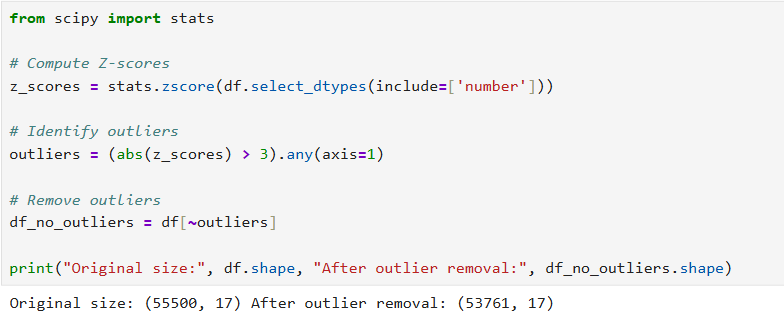 from scipy import stats
# Compute Z-scores
z_scores = stats.zscore(df.select_dtypes(include=['number']))
# Identify outliers
outliers = (abs(z_scores) > 3).any(axis=1)
# Remove outliers
df_no_outliers = df[~outliers]
print("Original size:", df.shape, "After outlier removal:", df_no_outliers.shape)
Original size: (55500, 17) After outlier removal: (53761, 17)